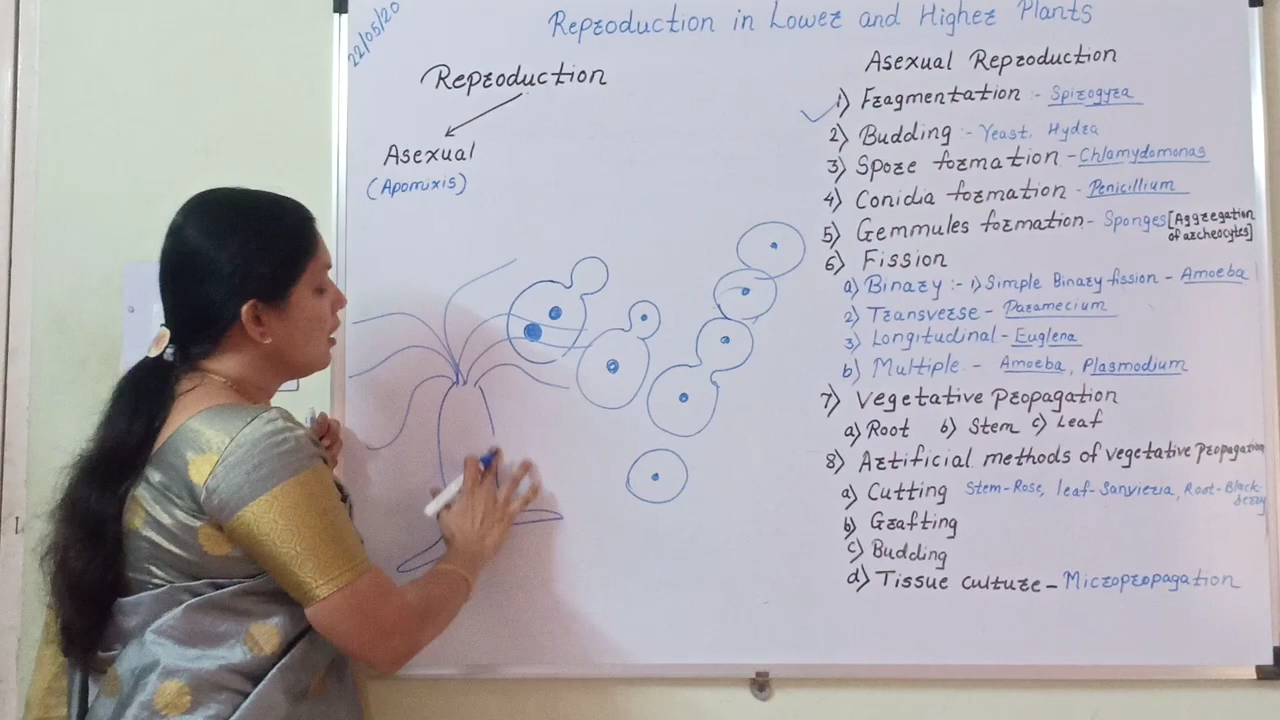 22/05/20
Reproduction in Lower and Higher Plants
Reproduction
Asexual
(Apomixis)
Asexual Reproduction
1) Fragmentation :- Spirogyra
2) Budding :- Yeast, Hydra
3) Spore formation - Chlamydomonas
4) Conidia formation - Penicillium
5) Gemmules formation - Sponges [Aggregation
of archeocytes]
6) Fission
a) Binary :- 1) Simple Binary fission - Amoeba
2) Transverse - Paramecium
3) Longitudinal - Euglena
b) Multiple - Amoeba, Plasmodium
7) Vegetative propagation
a) Root b) Stem c) Leaf
8) Artificial methods of vegetative propagation
a) Cutting Stem-Rose, leaf-Sanvieria, Root-Black
berry
b) Grafting
c) Budding
d) Tissue culture - Micropropagation